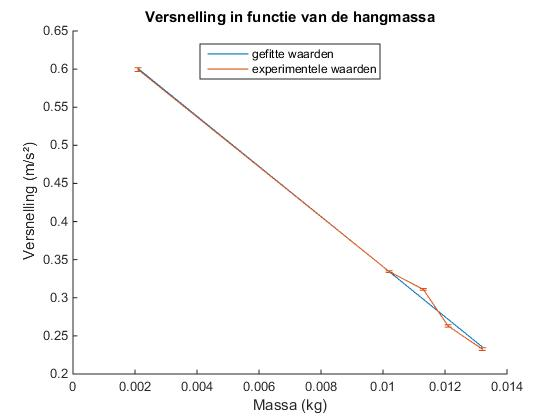 Versnelling in functie van de hangmassa
0.65
0.6
0.55
0.5
0.45
0.4
0.35
0.3
0.25
0.2
Versnelling (m/s²)
gefitte waarden
experimentele waarden
0 0.002 0.004 0.006 0.008 0.01 0.012 0.014
Massa (kg)